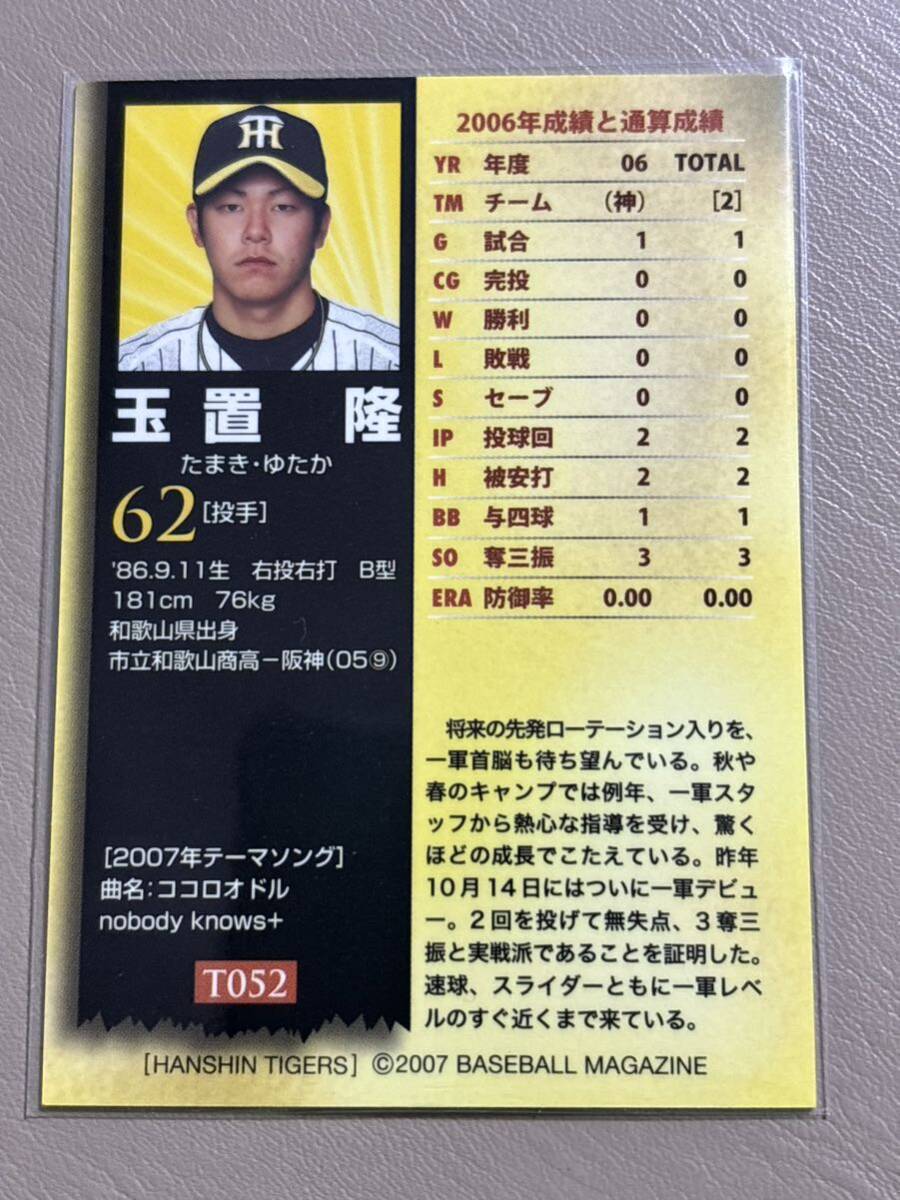 玉置 隆
たまき・ゆたか
62[投手]
'86.9.11生 右投右打 B型
181cm 76kg
和歌山県出身
市立和歌山商高－阪神(05⑨)
[2007年テーマソング]
曲名:ココロオドル
nobody knows+
T052
2006年成績と通算成績
YR 年度 06 TOTAL
TM チーム (神) [2]
G 試合 1 1
CG 完投 0 0
W 勝利 0 0
L 敗戦 0 0
S セーブ 0 0
IP 投球回 2 2
H 被安打 2 2
BB 与四球 1 1
SO 奪三振 3 3
ERA 防御率 0.00 0.00
将来の先発ローテーション入りを、
一軍首脳も待ち望んでいる。秋や
春のキャンプでは例年、一軍スタ
ッフから熱心な指導を受け、驚く
ほどの成長でこたえている。昨年
10月14日にはついに一軍デビュ
ー。2回を投げて無失点、3奪三
振と実戦派であることを証明した。
速球、スライダーともに一軍レベ
ルのすぐ近くまで来ている。
[HANSHIN TIGERS] ©2007 BASEBALL MAGAZINE